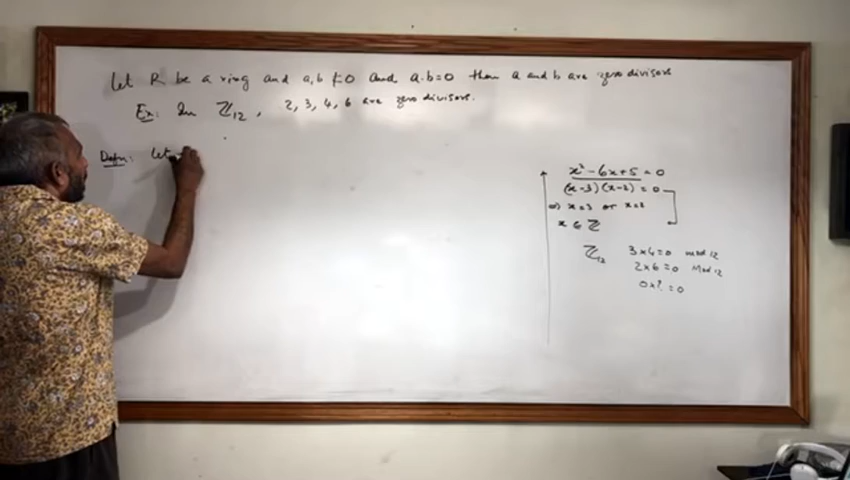 Let R be a ring and a,b ≠ 0 and a·b=0 then a and b are zero divisors
Ex: In ℤ₁₂, 2, 3, 4, 6 are zero divisors.
Defn: Let
x² - 6x + 5 = 0
(x-3)(x-2) = 0
⇒ x=3 or x=2
x ∈ ℤ
ℤ₁₂ 3×4=0 mod 12
2×6=0 Mod 12
0×? = 0